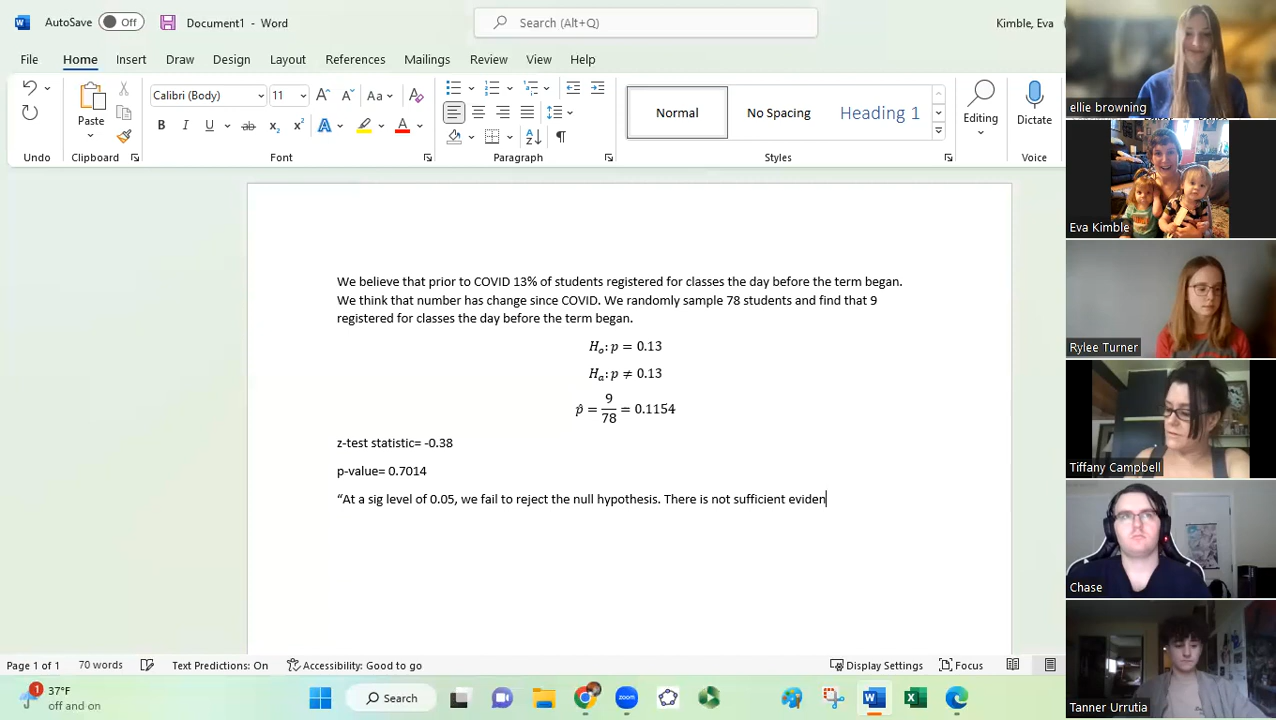 AutoSave Off Document1 - Word Search (Alt+Q) Kimble, Eva
File Home Insert Draw Design Layout References Mailings Review View Help
Calibri (Body) 11 Aa
Paste B I U ab x₂ x² A A Normal No Spacing Heading 1 Editing Dictate
Undo Clipboard Font Paragraph Styles Voice
We believe that prior to COVID 13% of students registered for classes the day before the term began.
We think that number has change since COVID. We randomly sample 78 students and find that 9
registered for classes the day before the term began.
Hₒ: p = 0.13
Hₐ: p ≠ 0.13
p̂ = 9/78 = 0.1154
z-test statistic= -0.38
p-value= 0.7014
“At a sig level of 0.05, we fail to reject the null hypothesis. There is not sufficient eviden
Page 1 of 1 70 words Text Predictions: On Accessibility: Good to go Display Settings Focus
1 37°F
off and on
Search
zoom
ellie browning
Eva Kimble
Rylee Turner
Tiffany Campbell
Chase
Tanner Urrutia